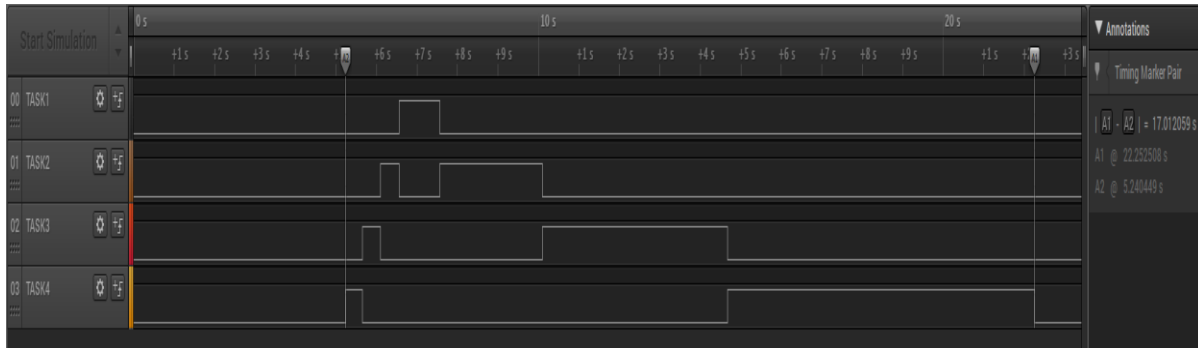 Start Simulation
0 s 10 s 20 s
+1 s +2 s +3 s +4 s A2 +6 s +7 s +8 s +9 s +1 s +2 s +3 s +4 s +5 s +6 s +7 s +8 s +9 s +1 s A1 +3 s
Annotations
Timing Marker Pair
| A1 - A2 | = 17.012059 s
A1 @ 22.252508 s
A2 @ 5.240449 s
00 TASK1
01 TASK2
02 TASK3
03 TASK4